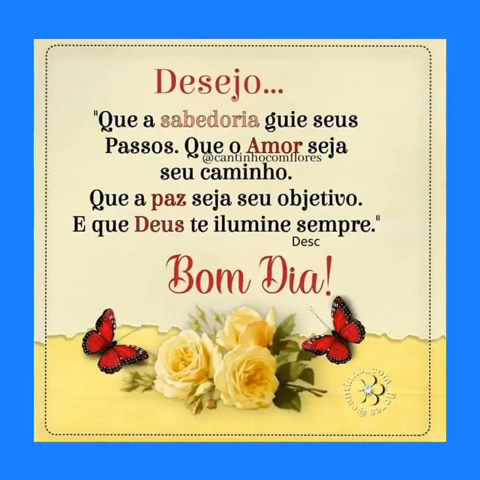 Desejo...
"Que a sabedoria guie seus
Passos. Que o Amor seja
@cantinhocomflores
seu caminho.
Que a paz seja seu objetivo.
E que Deus te ilumine sempre."
Desc
Bom Dia!